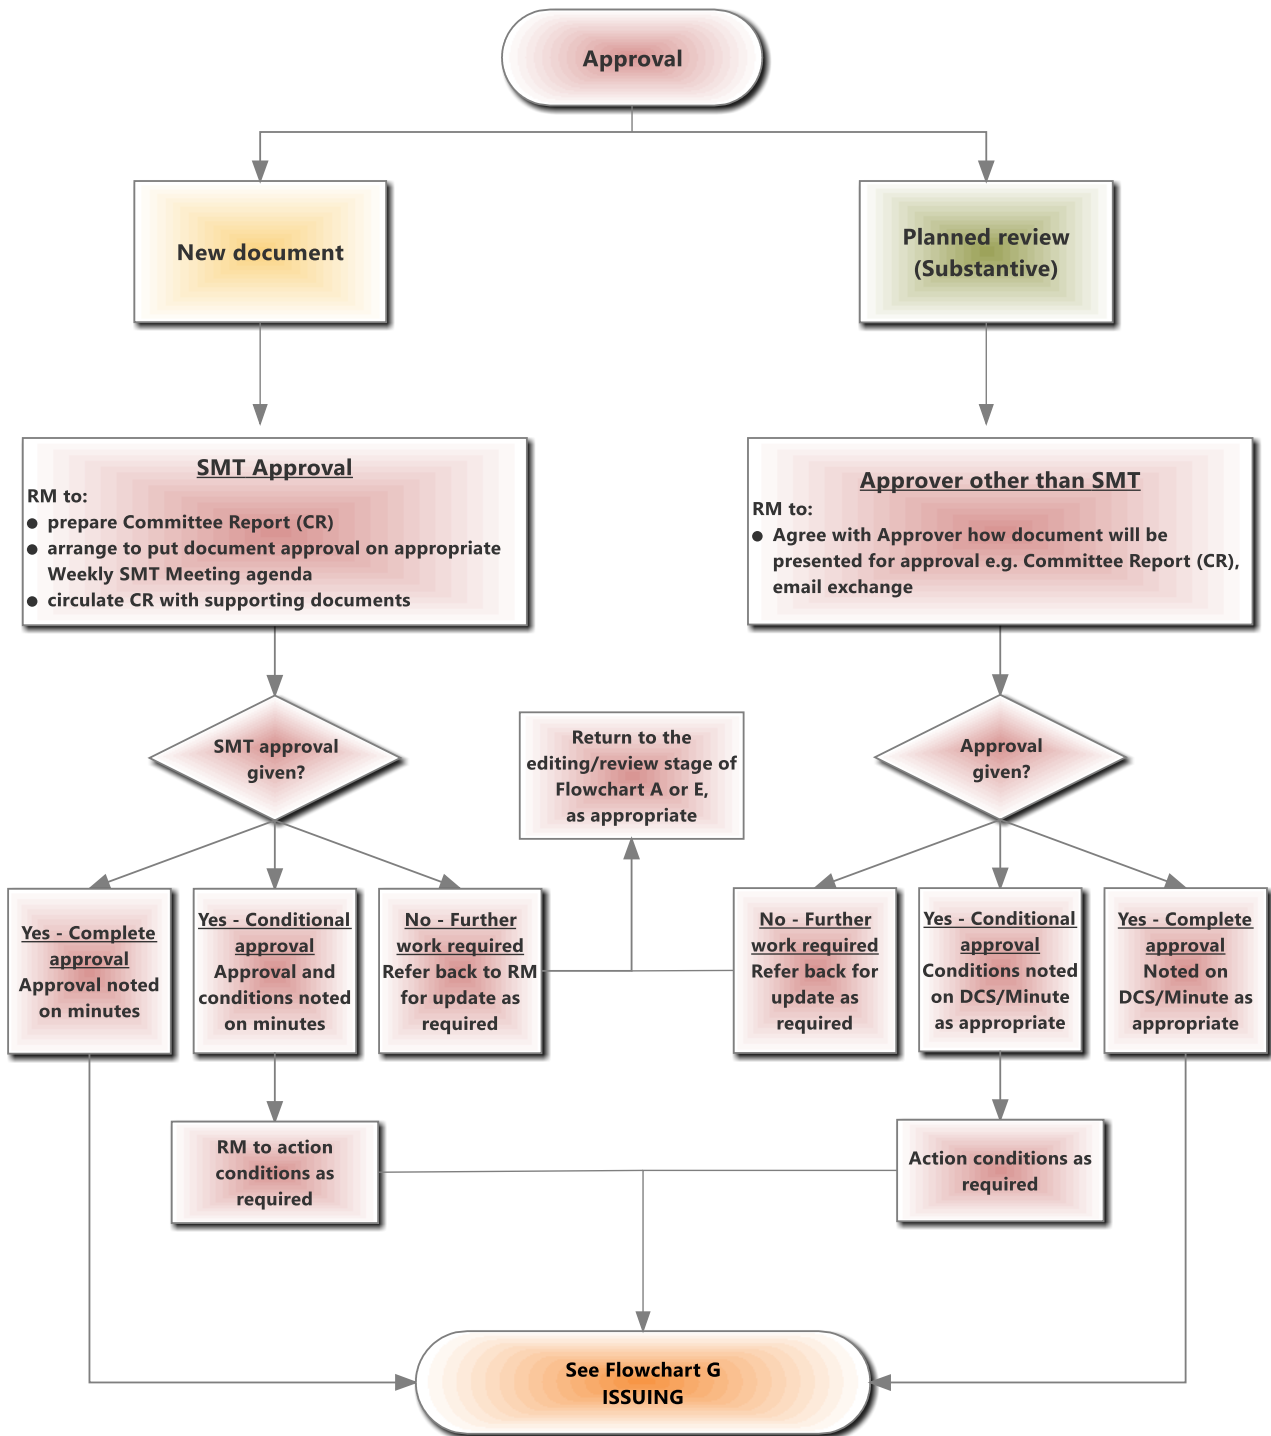 Approval
New document
Planned review
(Substantive)
SMT Approval
RM to:
● prepare Committee Report (CR)
● arrange to put document approval on appropriate
Weekly SMT Meeting agenda
● circulate CR with supporting documents
Approver other than SMT
RM to:
● Agree with Approver how document will be
presented for approval e.g. Committee Report (CR),
email exchange
SMT approval
given?
Return to the
editing/review stage of
Flowchart A or E,
as appropriate
Approval
given?
Yes - Complete
approval
Approval noted
on minutes
Yes - Conditional
approval
Approval and
conditions noted
on minutes
No - Further
work required
Refer back to RM
for update as
required
No - Further
work required
Refer back for
update as
required
Yes - Conditional
approval
Conditions noted
on DCS/Minute
as appropriate
Yes - Complete
approval
Noted on
DCS/Minute as
appropriate
RM to action
conditions as
required
Action conditions as
required
See Flowchart G
ISSUING